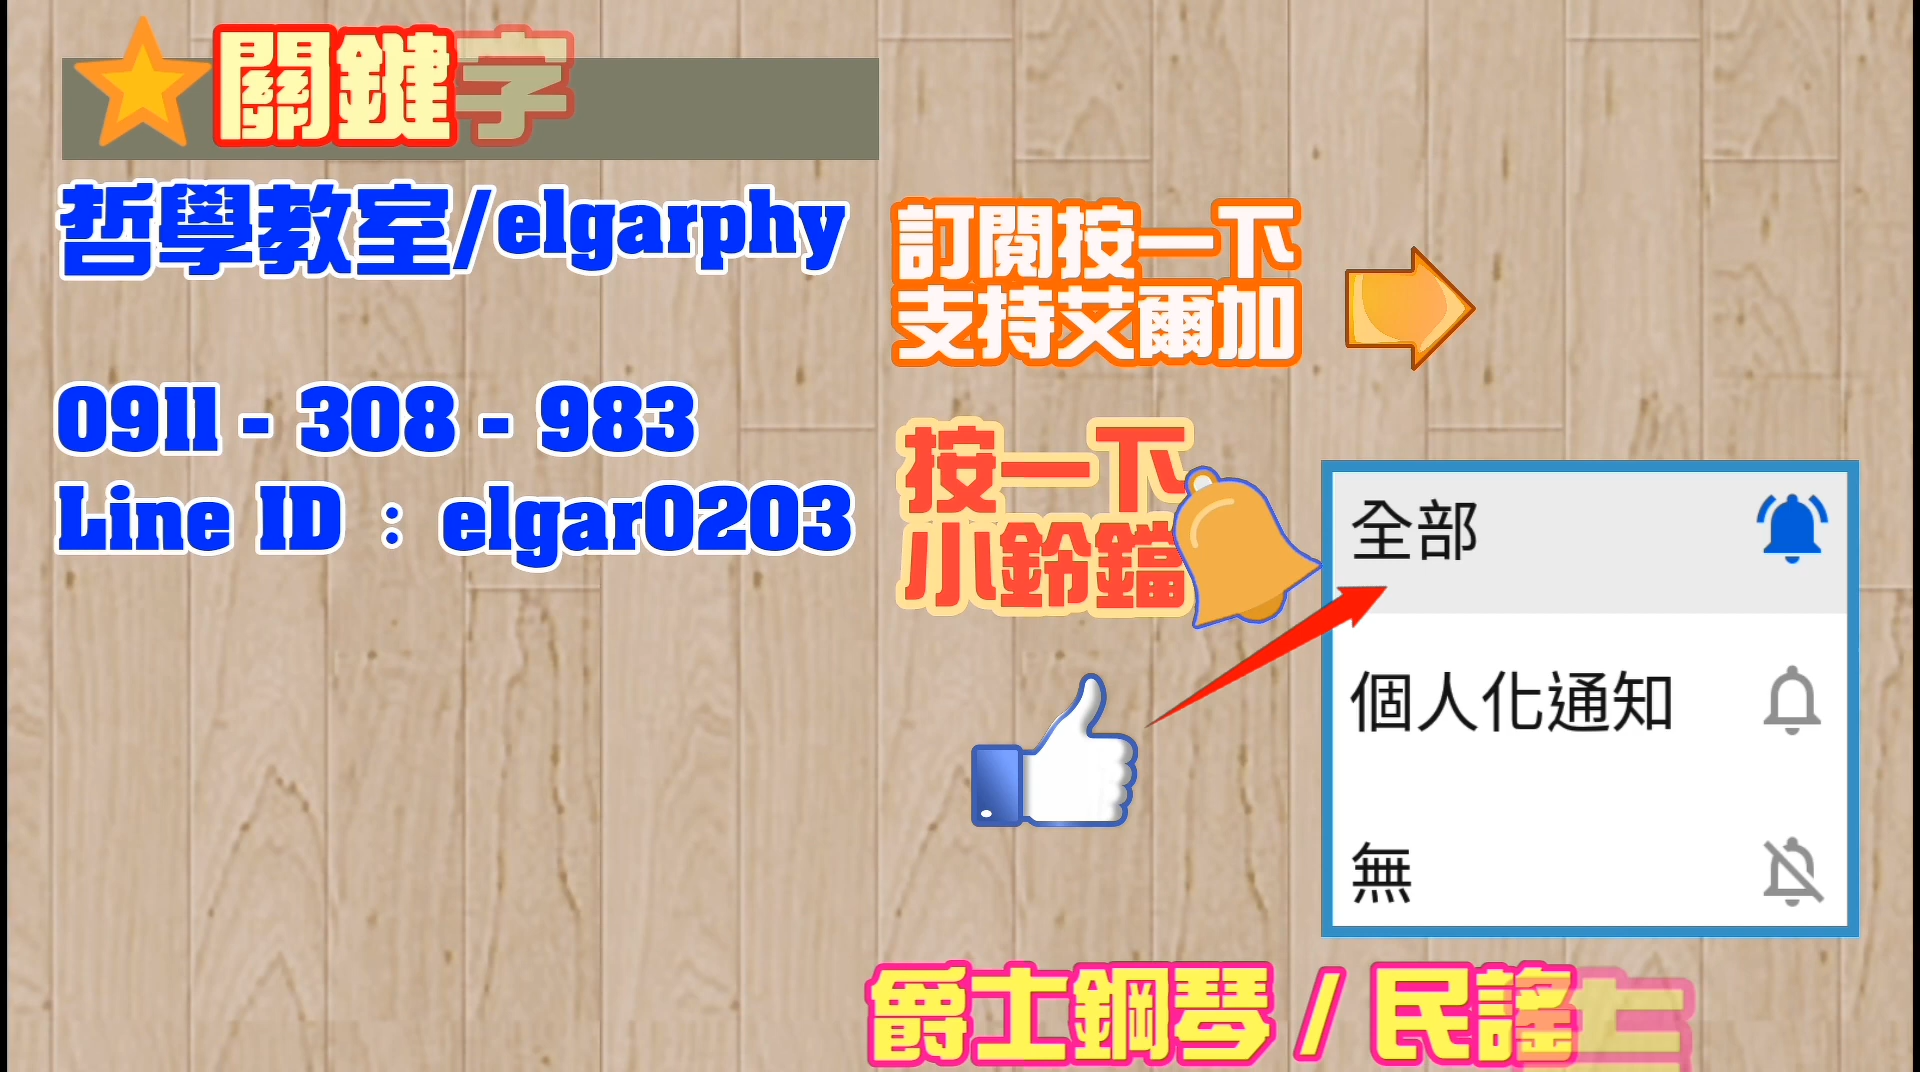 關鍵字
哲學教室/elgarphy
0911 - 308 - 983
Line ID : elgar0203
訂閱按一下
支持艾爾加
按一下
小鈴鐺
全部
個人化通知
無
爵士鋼琴 / 民謠